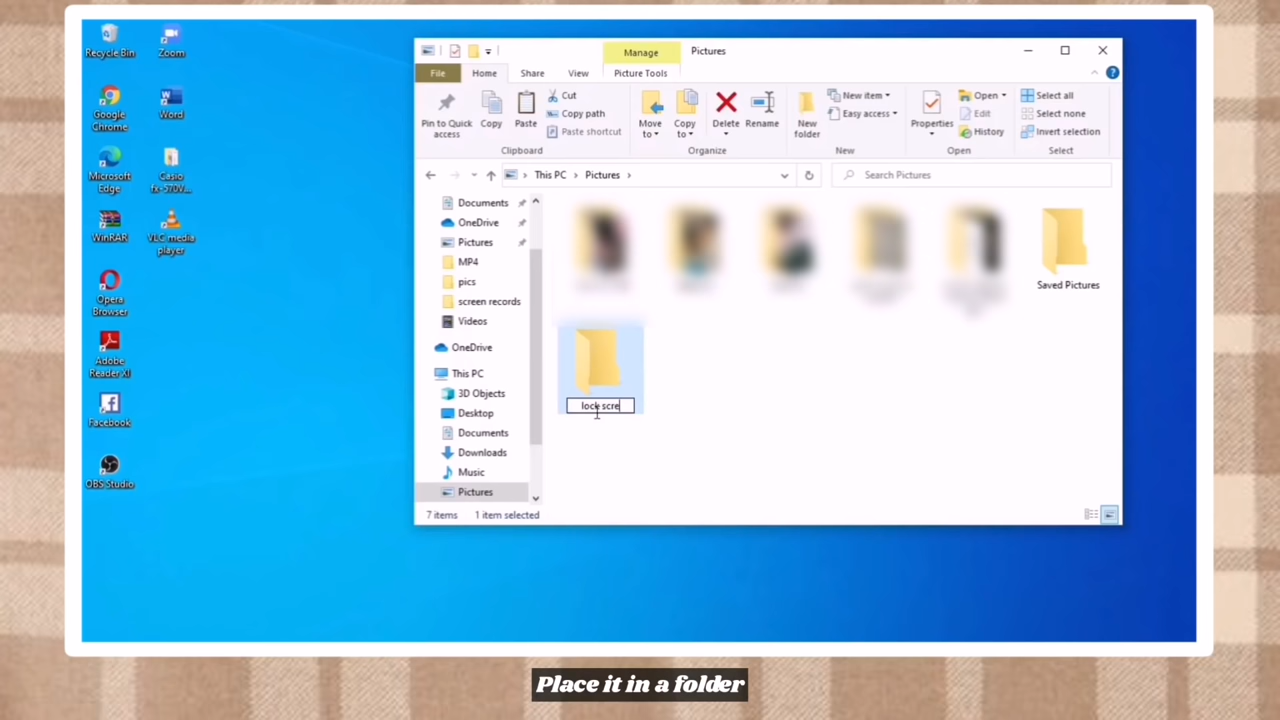 Recycle Bin
Zoom
Google
Chrome
Word
Microsoft
Edge
Casio
fx-570V...
WinRAR
VLC media
player
Opera
Browser
Adobe
Reader XI
Facebook
OBS Studio
Manage
Pictures
File
Home
Share
View
Picture Tools
Pin to Quick
access
Copy
Paste
Cut
Copy path
Paste shortcut
Clipboard
Move
to
Copy
to
Delete
Rename
Organize
New
folder
New item
Easy access
New
Properties
Open
Edit
History
Open
Select all
Select none
Invert selection
Select
This PC > Pictures >
Search Pictures
Documents
OneDrive
Pictures
MP4
pics
screen records
Videos
OneDrive
This PC
3D Objects
Desktop
Documents
Downloads
Music
Pictures
Saved Pictures
lock scre
7 items
1 item selected
Place it in a folder